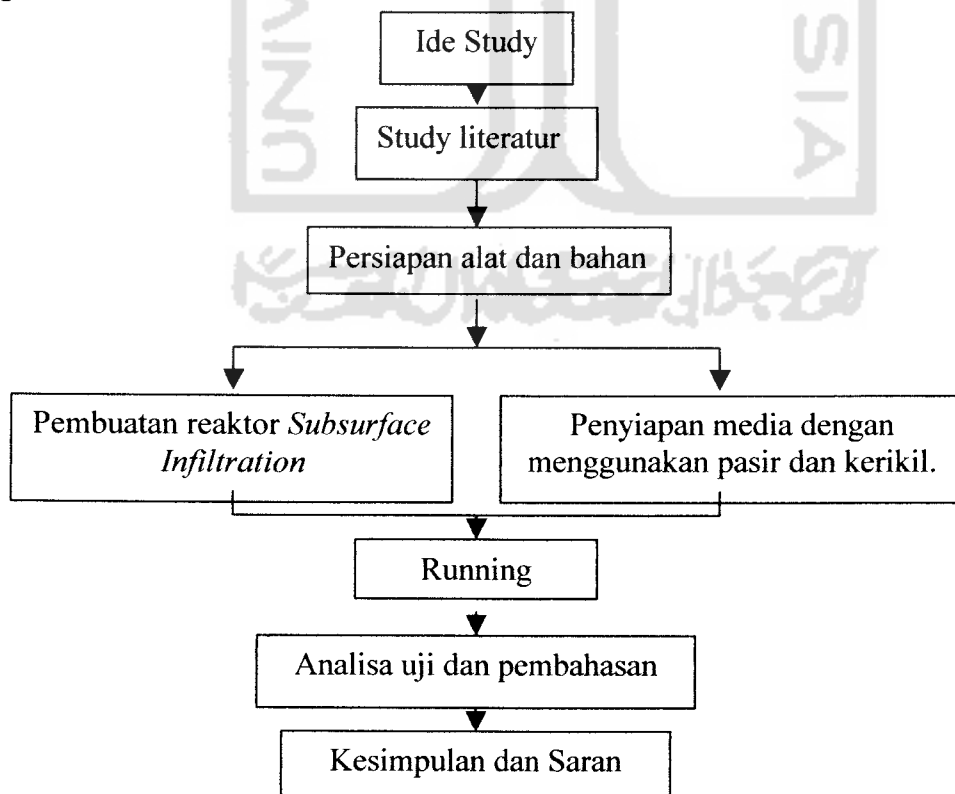 Ide Study
Study literatur
Persiapan alat dan bahan
Pembuatan reaktor Subsurface
Infiltration
Penyiapan media dengan
menggunakan pasir dan kerikil.
Running
Analisa uji dan pembahasan
Kesimpulan dan Saran